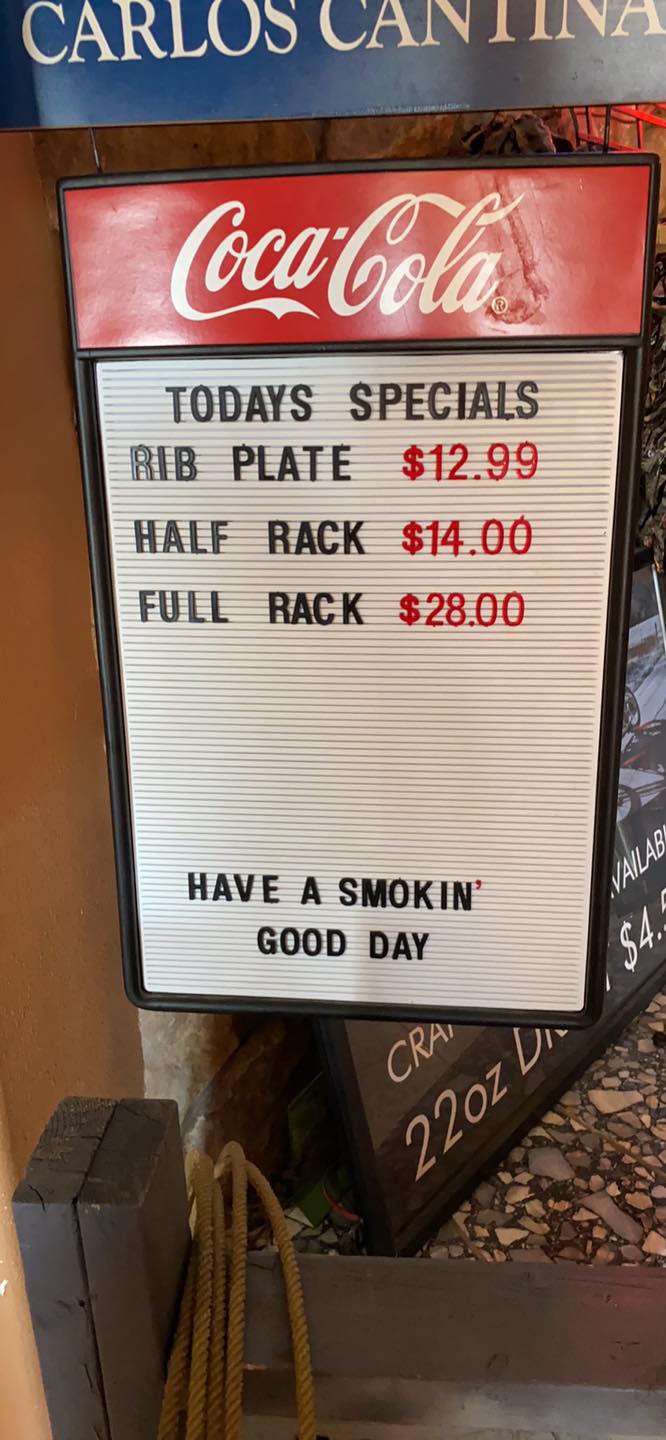 CARLOS CANTINA
Coca-Cola®
TODAYS SPECIALS
RIB PLATE $12.99
HALF RACK $14.00
FULL RACK $28.00
HAVE A SMOKIN'
GOOD DAY
22oz